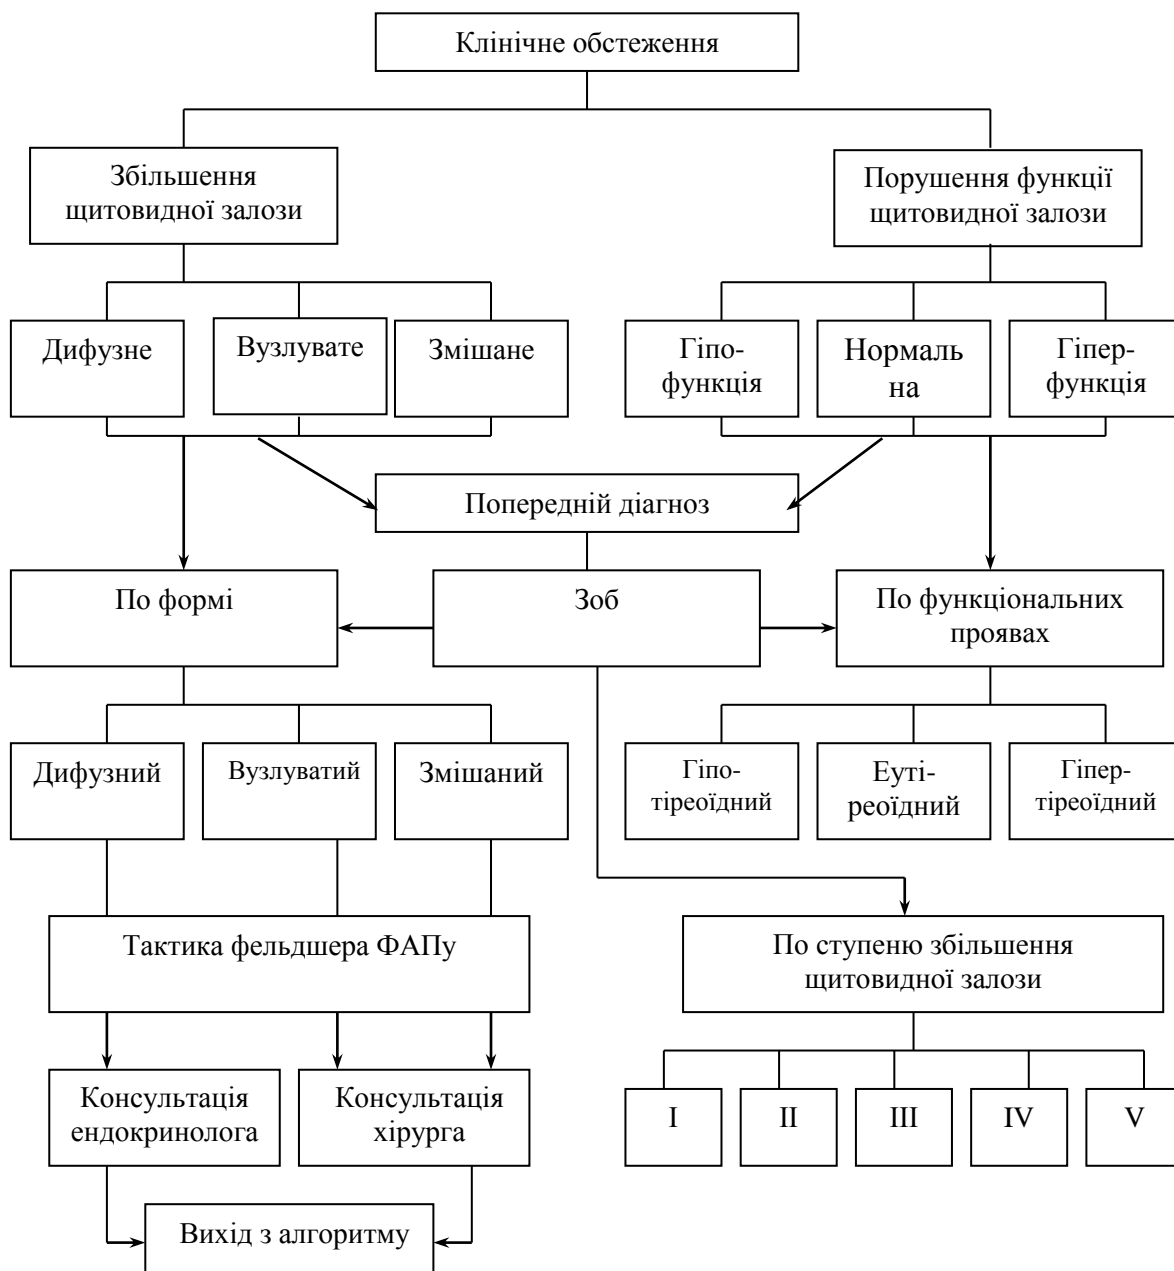 Клінічне обстеження
Збільшення
щитовидної залози
Порушення функції
щитовидної залози
Дифузне
Вузлувате
Змішане
Гіпо-
функція
Нормаль
на
Гіпер-
функція
Попередній діагноз
По формі
Зоб
По функціональних
проявах
Дифузний
Вузлуватий
Змішаний
Гіпо-
тіреоїдний
Еуті-
реоїдний
Гіпер-
тіреоїдний
Тактика фельдшера ФАПу
По ступеню збільшення
щитовидної залози
Консультація
ендокринолога
Консультація
хірурга
I
II
III
IV
V
Вихід з алгоритму